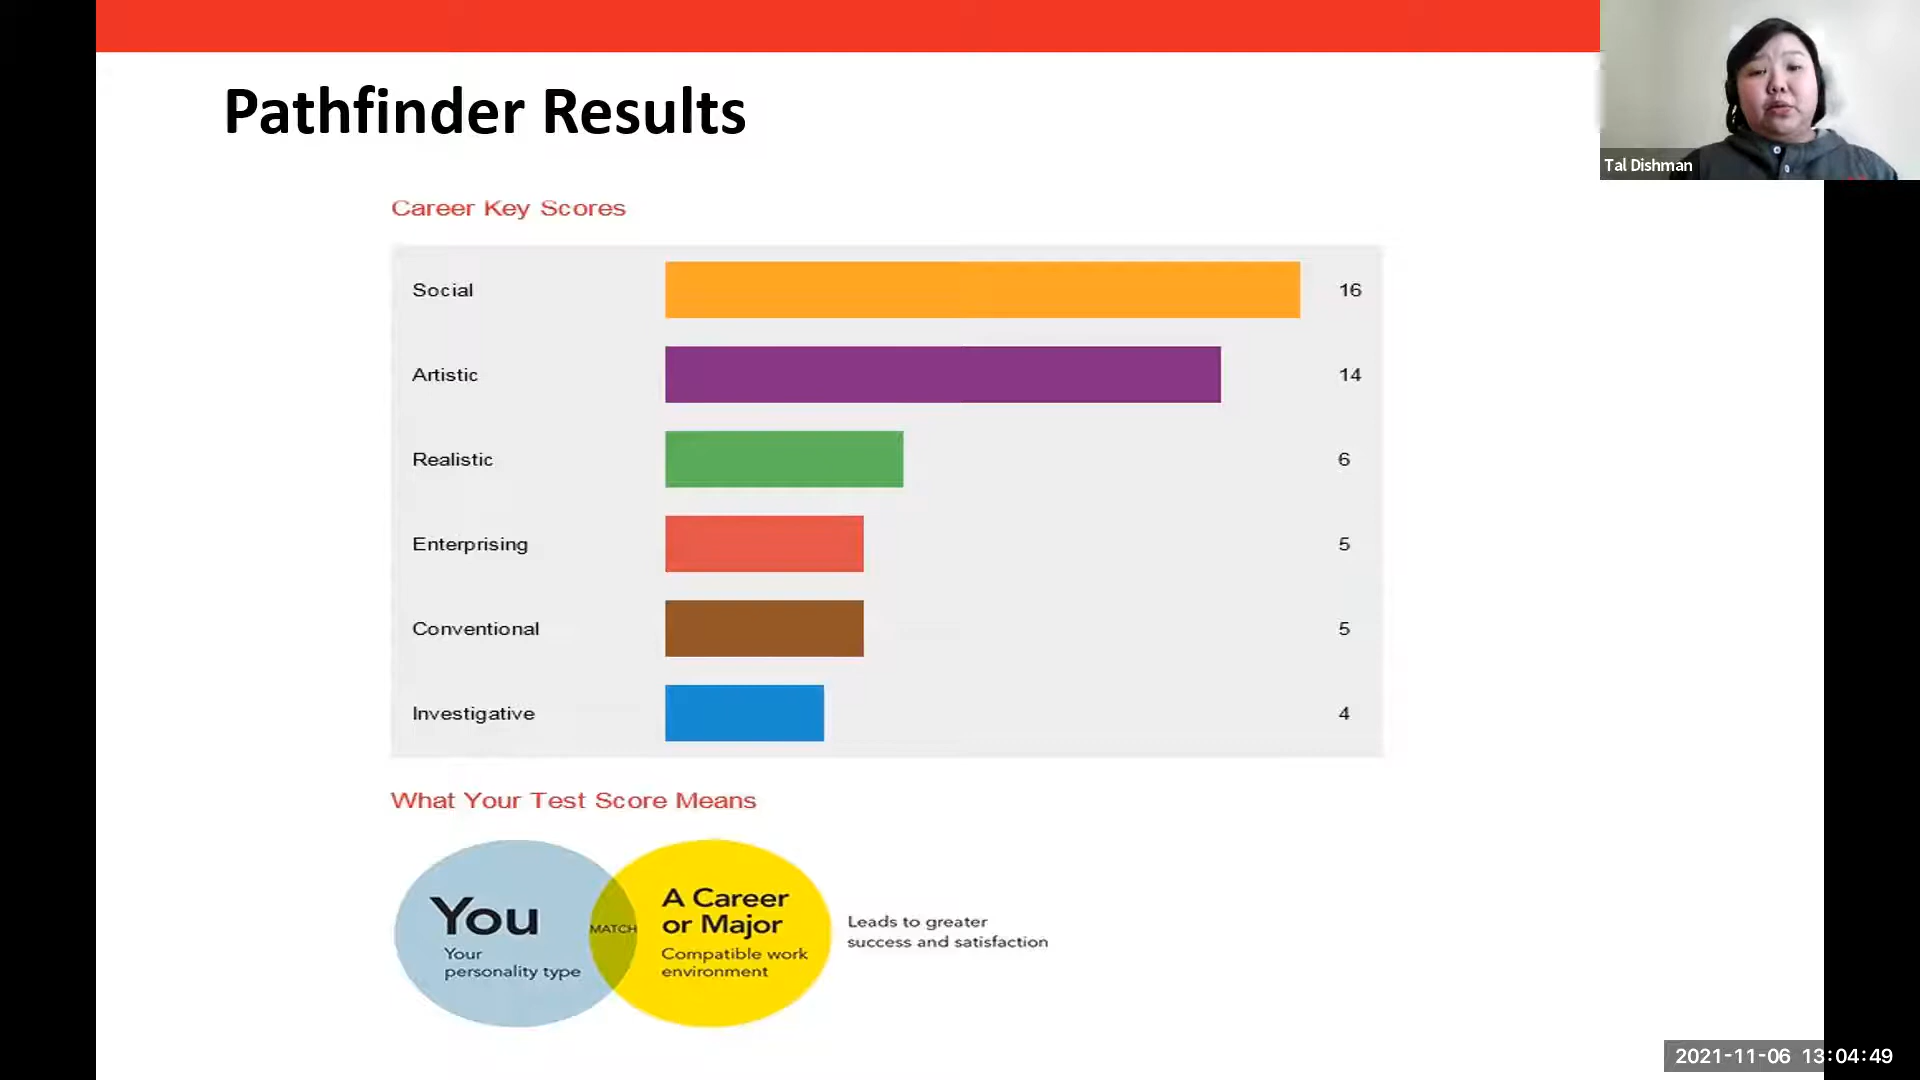 Pathfinder Results
Tal Dishman
Career Key Scores
Social 16
Artistic 14
Realistic 6
Enterprising 5
Conventional 5
Investigative 4
What Your Test Score Means
You
Your
personality type
MATCH
A Career
or Major
Compatible work
environment
Leads to greater
success and satisfaction
2021-11-06 13:04:49